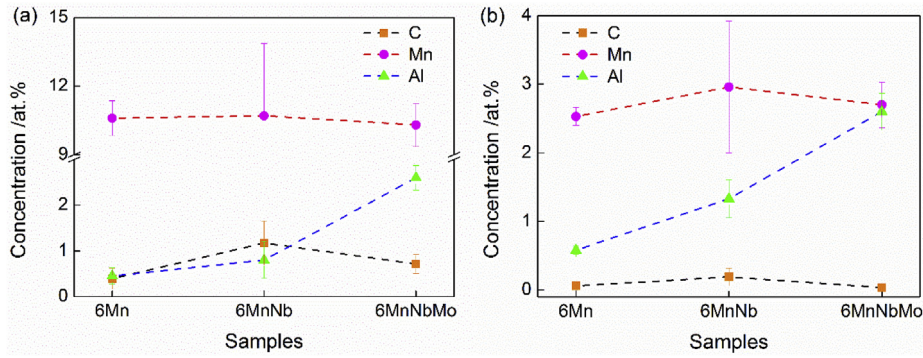 (a)
15
12
9
2
1
0
Concentration /at.%
C
Mn
Al
6Mn
6MnNb
6MnNbMo
Samples
(b)
4
3
2
1
0
Concentration /at.%
C
Mn
Al
6Mn
6MnNb
6MnNbMo
Samples